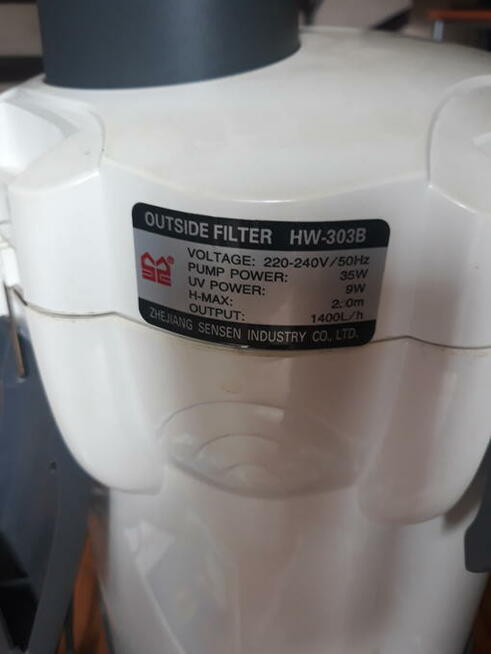 OUTSIDE FILTER HW-303B
VOLTAGE: 220-240V/50Hz
PUMP POWER: 35W
UV POWER: 9W
H-MAX: 2.0m
OUTPUT: 1400L/h
ZHEJIANG SENSEN INDUSTRY CO., LTD.